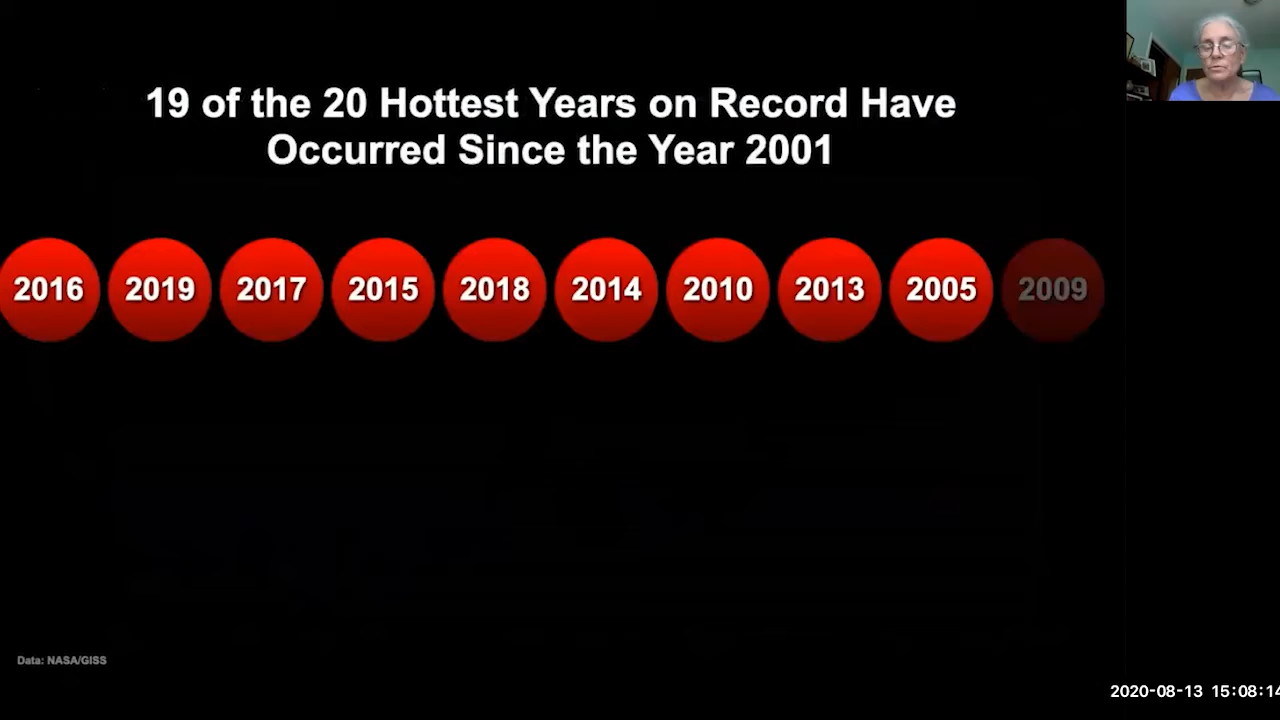 19 of the 20 Hottest Years on Record Have
Occurred Since the Year 2001
2016 2019 2017 2015 2018 2014 2010 2013 2005 2009
Data: NASA/GISS
2020-08-13 15:08:14